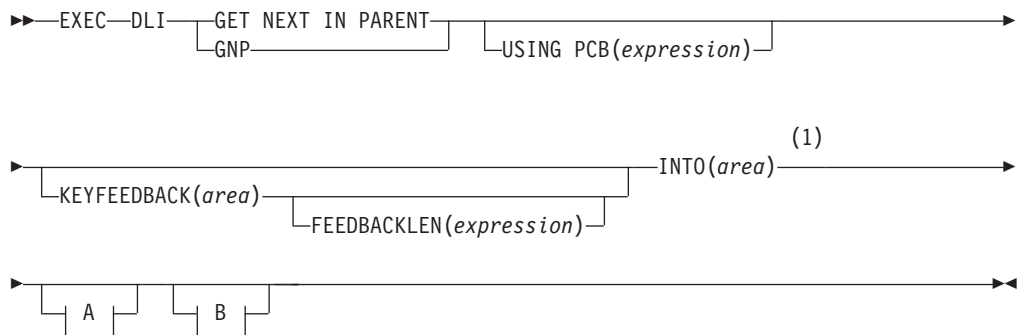 EXEC DLI GET NEXT IN PARENT
GNP USING PCB(expression)
(1)
INTO(area)
KEYFEEDBACK(area)
FEEDBACKLEN(expression)
A B